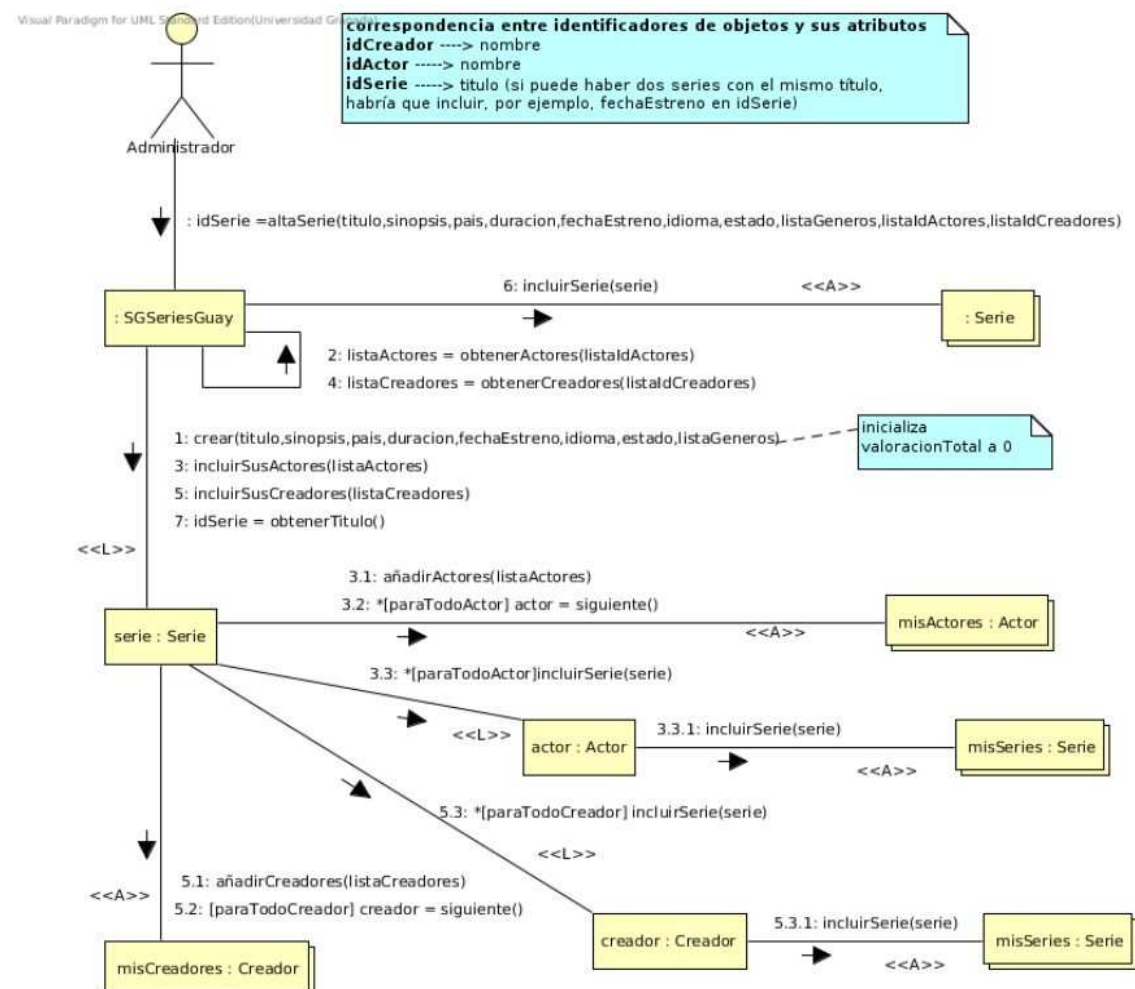 Visual Paradigm for UML Standard Edition(Universidad Granada)
correspondencia entre identificadores de objetos y sus atributos
idCreador ----> nombre
idActor -----> nombre
idSerie -----> titulo (si puede haber dos series con el mismo título,
habría que incluir, por ejemplo, fechaEstreno en idSerie)
Administrador
: idSerie =altaSerie(titulo,sinopsis,pais,duracion,fechaEstreno,idioma,estado,listaGeneros,listaIdActores,listaIdCreadores)
6: incluirSerie(serie)
<<A>>
: SGSeriesGuay
: Serie
2: listaActores = obtenerActores(listaIdActores)
4: listaCreadores = obtenerCreadores(listaIdCreadores)
1: crear(titulo,sinopsis,pais,duracion,fechaEstreno,idioma,estado,listaGeneros)
inicializa
valoracionTotal a 0
3: incluirSusActores(listaActores)
5: incluirSusCreadores(listaCreadores)
7: idSerie = obtenerTitulo()
<<L>>
3.1: añadirActores(listaActores)
3.2: *[paraTodoActor] actor = siguiente()
<<A>>
serie : Serie
misActores : Actor
3.3: *[paraTodoActor]incluirSerie(serie)
<<L>>
actor : Actor
3.3.1: incluirSerie(serie)
<<A>>
misSeries : Serie
5.3: *[paraTodoCreador] incluirSerie(serie)
<<L>>
5.1: añadirCreadores(listaCreadores)
<<A>>
5.2: [paraTodoCreador] creador = siguiente()
creador : Creador
5.3.1: incluirSerie(serie)
<<A>>
misSeries : Serie
misCreadores : Creador